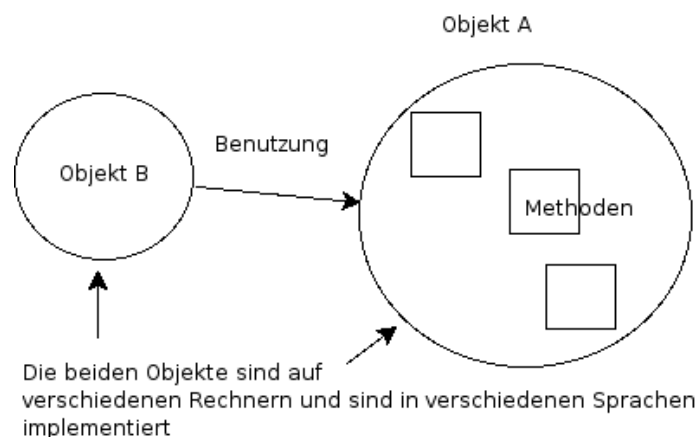 Objekt A
Benutzung
Objekt B
Methoden
Die beiden Objekte sind auf
verschiedenen Rechnern und sind in verschiedenen Sprachen
implementiert